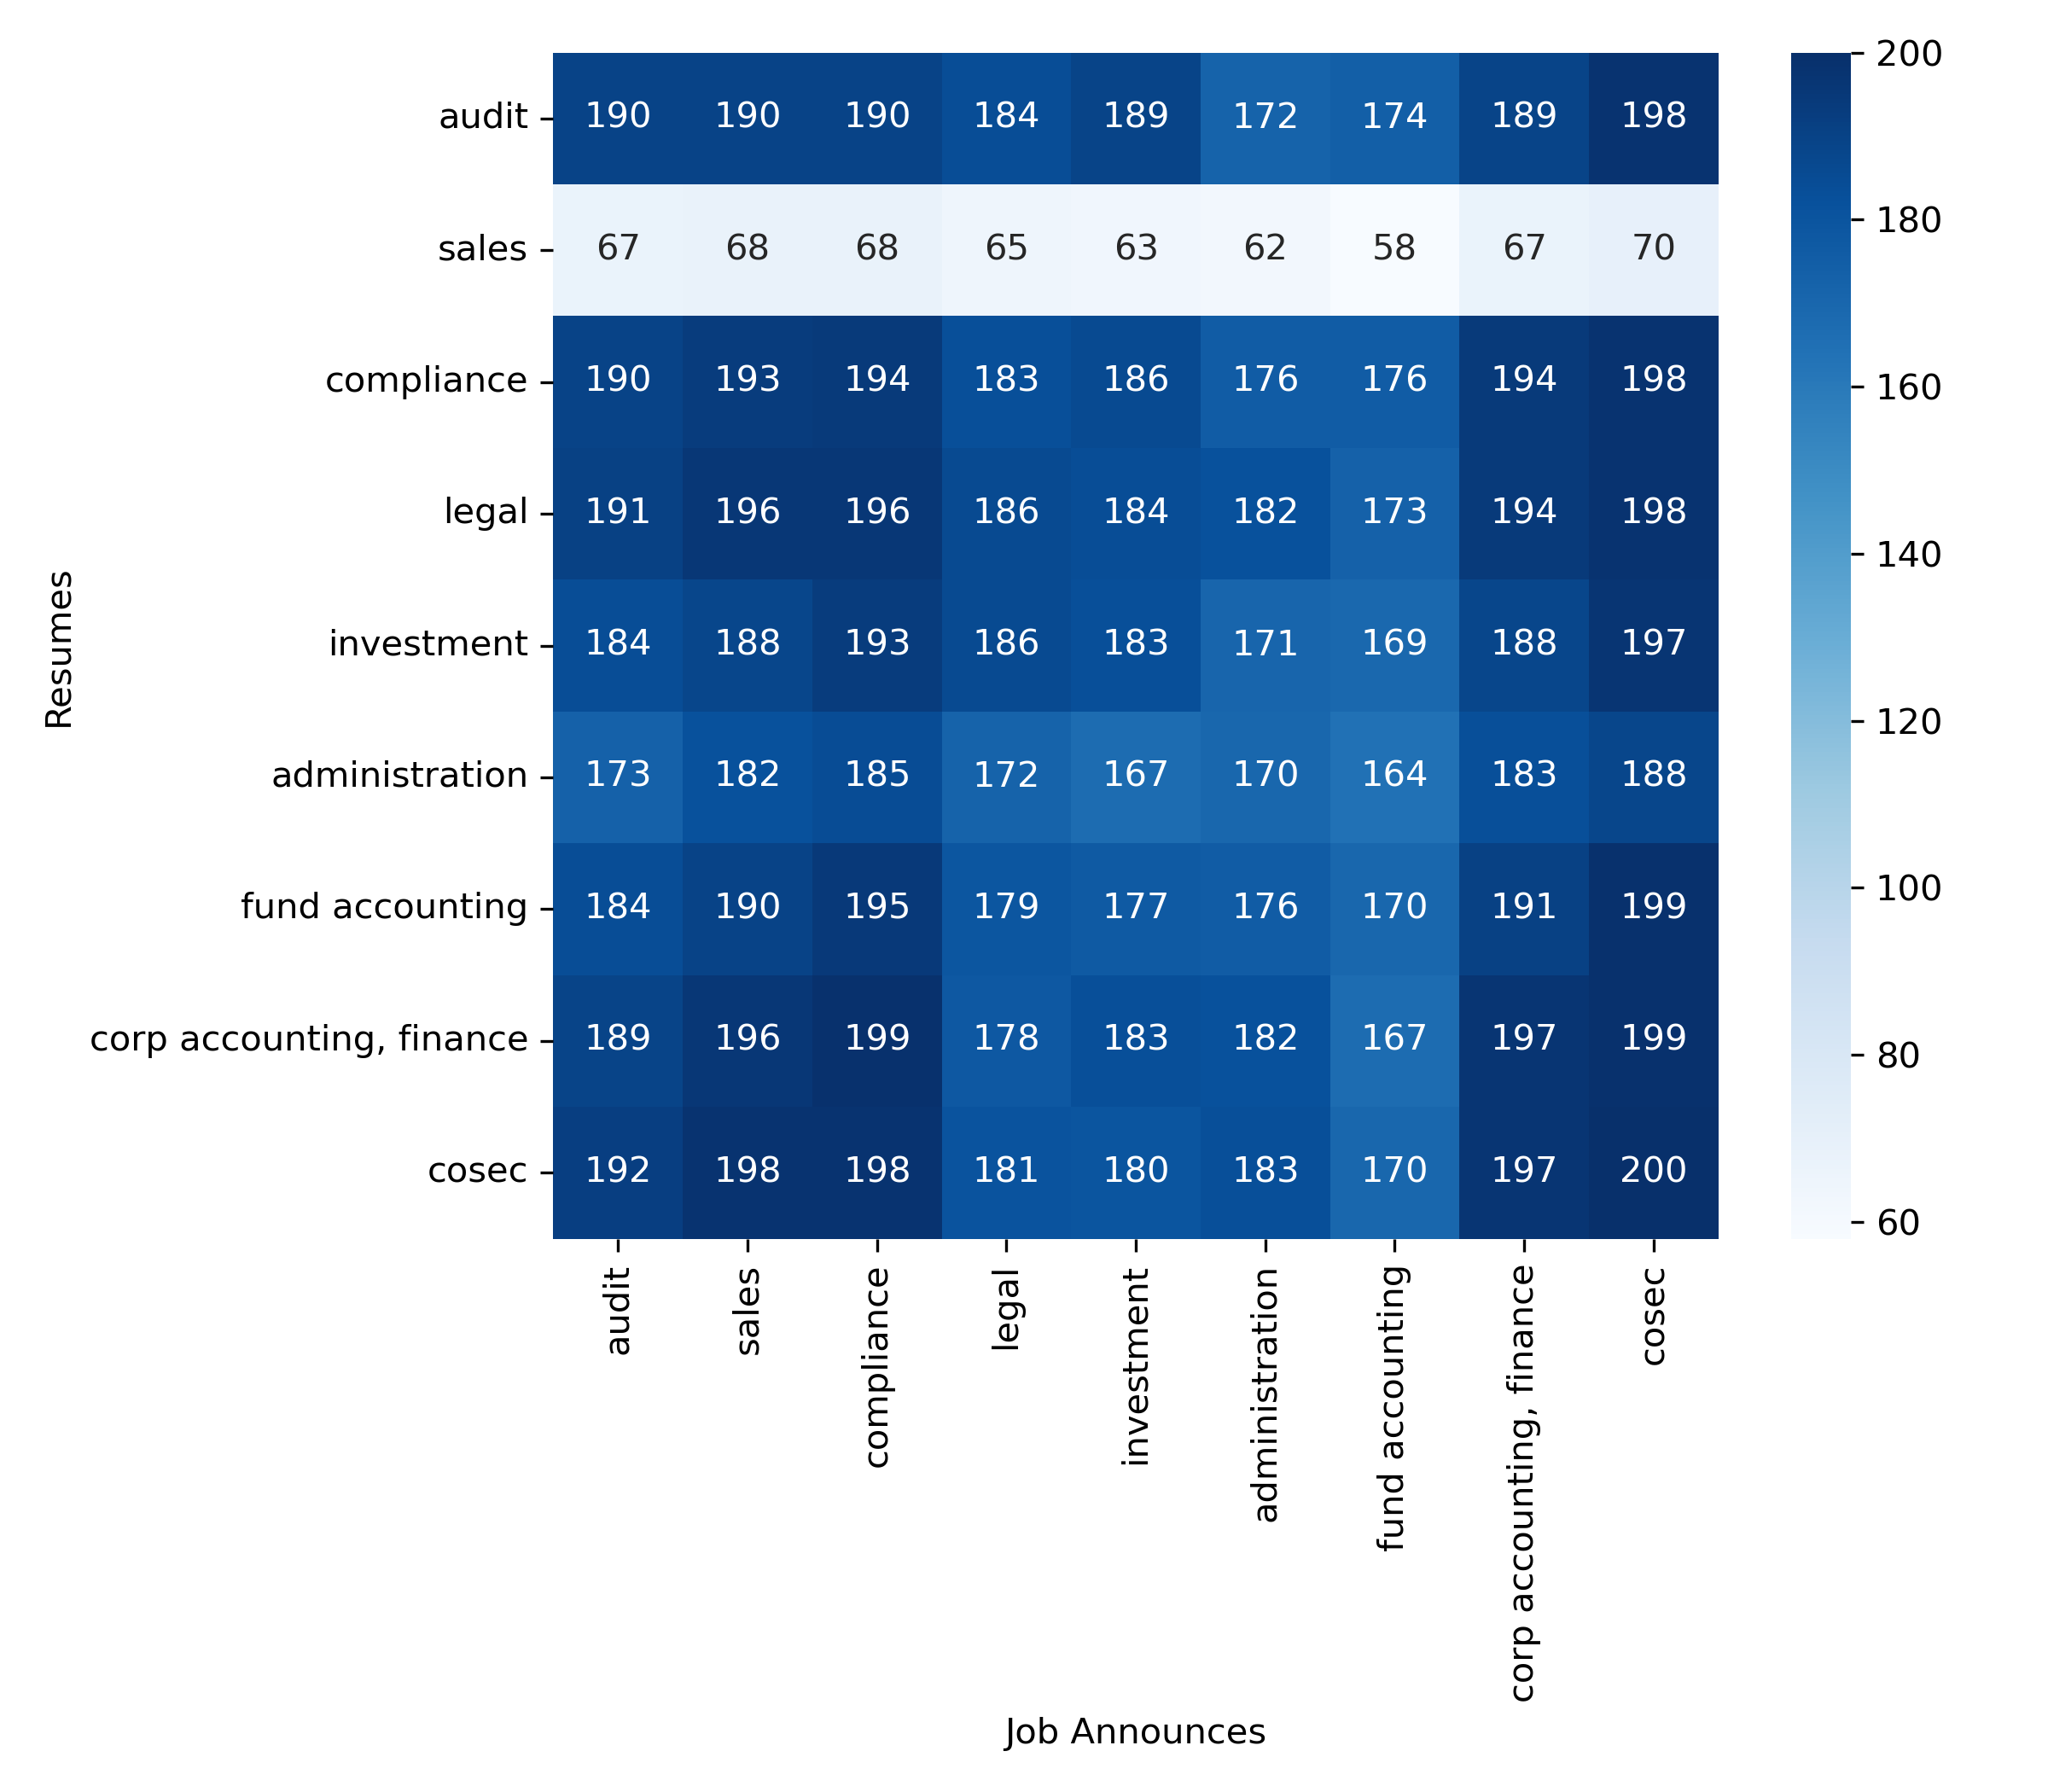 audit 190 190 190 184 189 172 174 189 198
sales 67 68 68 65 63 62 58 67 70
compliance 190 193 194 183 186 176 176 194 198
legal 191 196 196 186 184 182 173 194 198
investment 184 188 193 186 183 171 169 188 197
administration 173 182 185 172 167 170 164 183 188
fund accounting 184 190 195 179 177 176 170 191 199
corp accounting, finance 189 196 199 178 183 182 167 197 199
cosec 192 198 198 181 180 183 170 197 200
Resumes
audit
sales
compliance
legal
investment
administration
fund accounting
corp accounting, finance
cosec
Job Announces
200
180
160
140
120
100
80
60